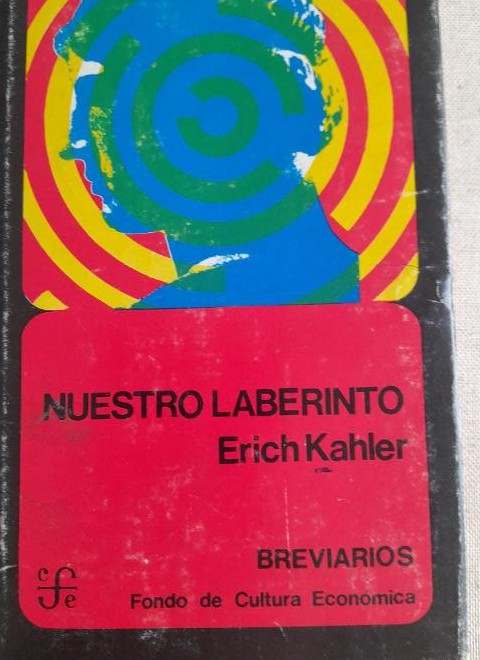 NUESTRO LABERINTO
Erich Kahler
BREVIARIOS
cfe
Fondo de Cultura Económica